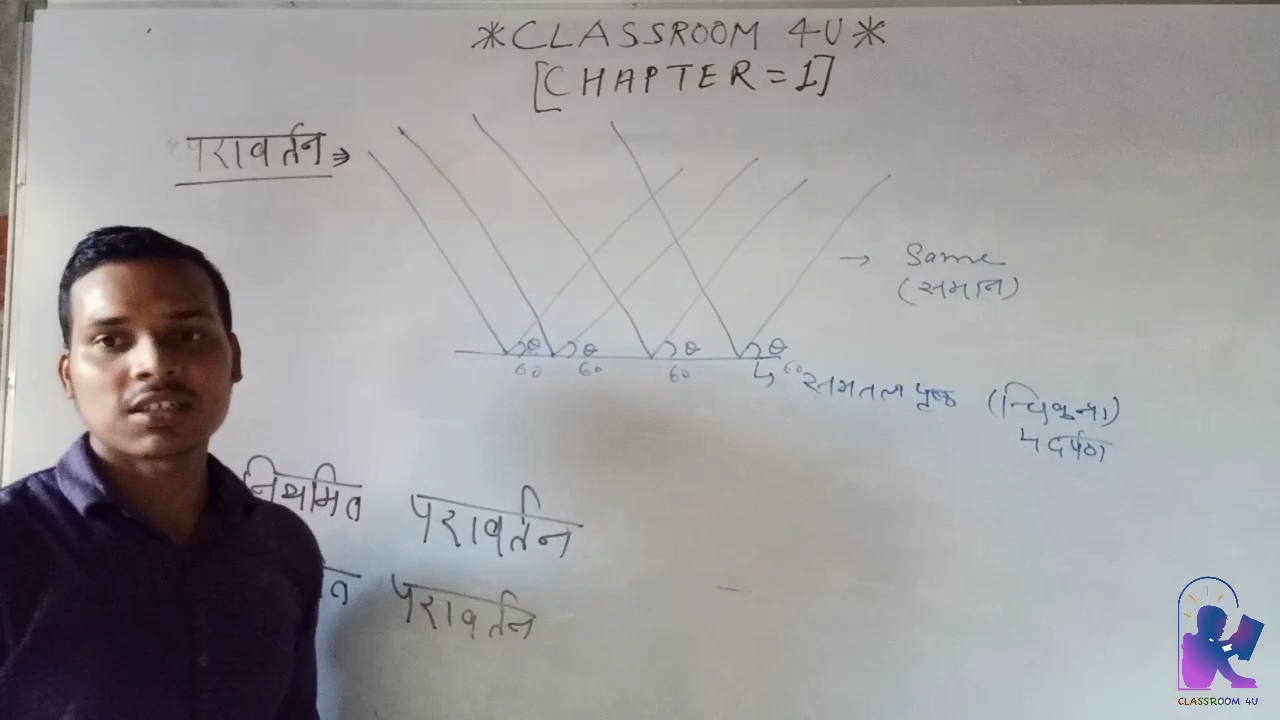 *CLASSROOM 4U*
[CHAPTER = 1]
परावर्तन ⇒
→ Same
(समान)
θ θ θ θ
60 60 60 60
↳ समतल पृष्ठ (चिकना)
↳ दर्पण
नियमित परावर्तन
त परावर्तन
CLASSROOM 4U